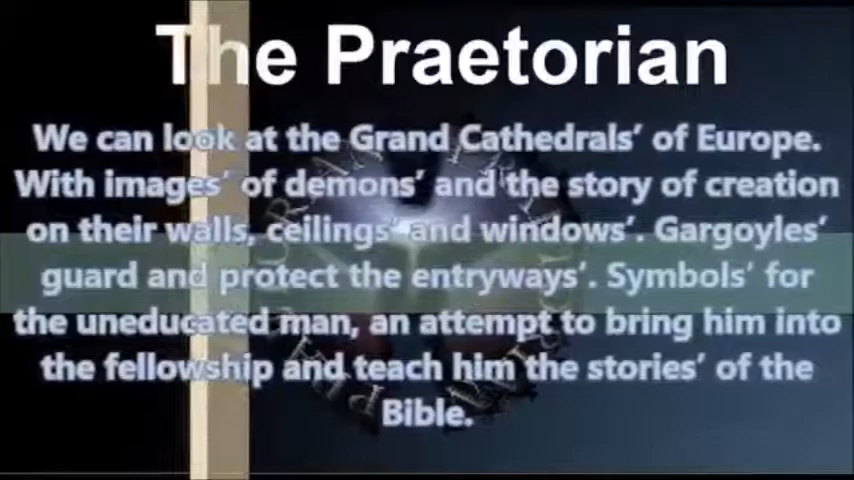 The Praetorian
We can look at the Grand Cathedrals’ of Europe.
With images’ of demons’ and the story of creation
on their walls, ceilings’ and windows’. Gargoyles’
guard and protect the entryways’. Symbols’ for
the uneducated man, an attempt to bring him into
the fellowship and teach him the stories’ of the
Bible.